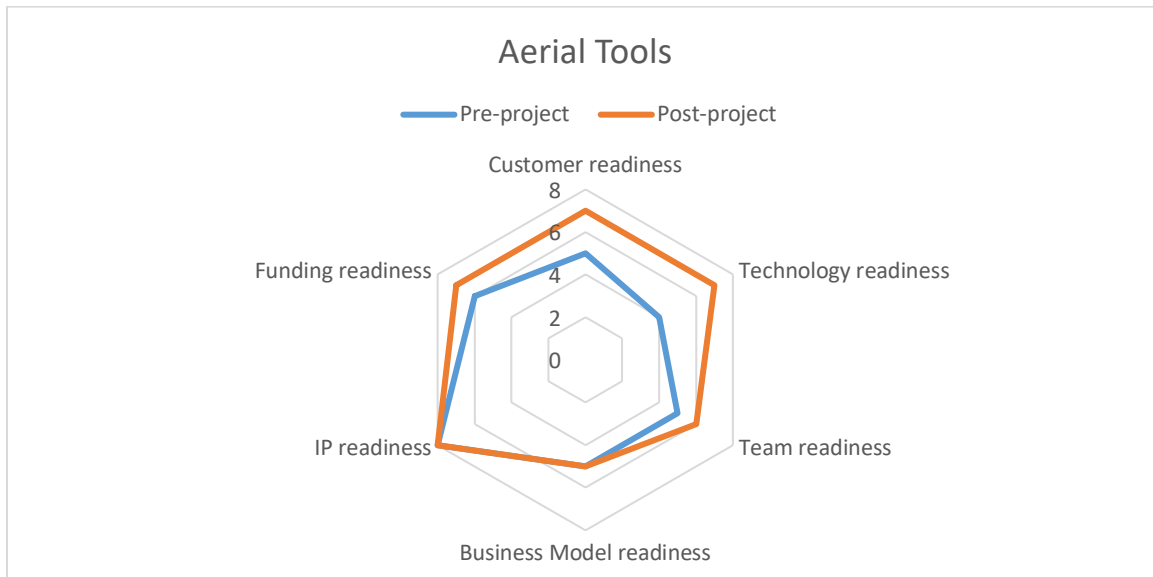 Aerial Tools
Pre-project Post-project
Customer readiness
8
6
Funding readiness Technology readiness
4
2
0
IP readiness Team readiness
Business Model readiness